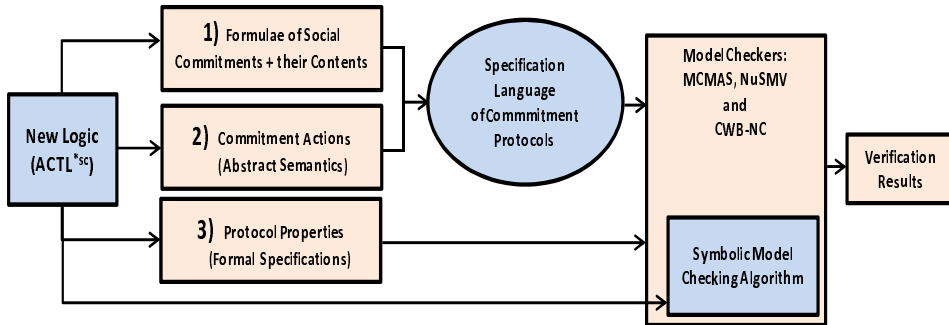 New Logic
(ACTL*sc)
1) Formulae of Social
Commitments + their Contents
2) Commitment Actions
(Abstract Semantics)
3) Protocol Properties
(Formal Specifications)
Specification
Language
of Commmitment
Protocols
Model Checkers:
MCMAS, NuSMV
and
CWB-NC
Symbolic Model
Checking Algorithm
Verification
Results